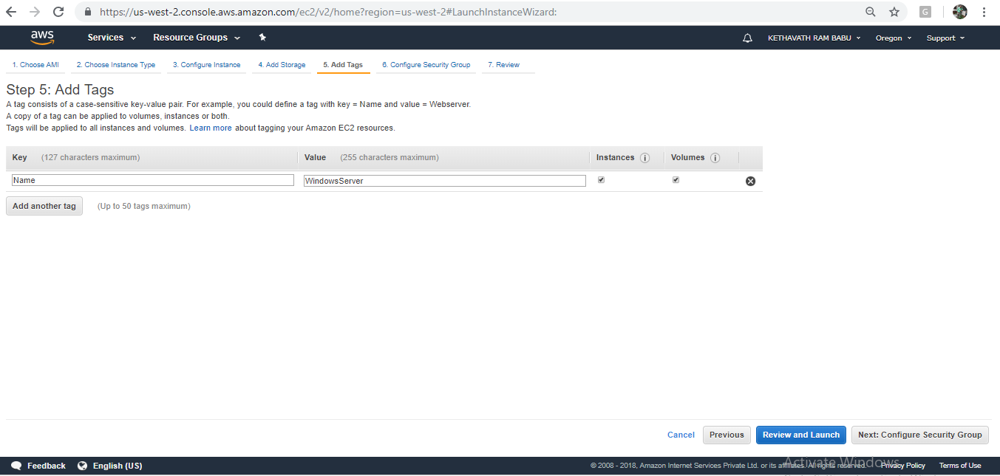 https://us-west-2.console.aws.amazon.com/ec2/v2/home?region=us-west-2#LaunchInstanceWizard:
G
aws Services Resource Groups KETHAVATH RAM BABU Oregon Support
1. Choose AMI 2. Choose Instance Type 3. Configure Instance 4. Add Storage 5. Add Tags 6. Configure Security Group 7. Review
Step 5: Add Tags
A tag consists of a case-sensitive key-value pair. For example, you could define a tag with key = Name and value = Webserver.
A copy of a tag can be applied to volumes, instances or both.
Tags will be applied to all instances and volumes. Learn more about tagging your Amazon EC2 resources.
Key (127 characters maximum) Value (255 characters maximum) Instances i Volumes i
Name WindowsServer
Add another tag (Up to 50 tags maximum)
Cancel Previous Review and Launch Next: Configure Security Group
Activate Windows
Feedback English (US) © 2008 - 2018, Amazon Internet Services Private Ltd. or its affiliates. All rights reserved. Privacy Policy Terms of Use